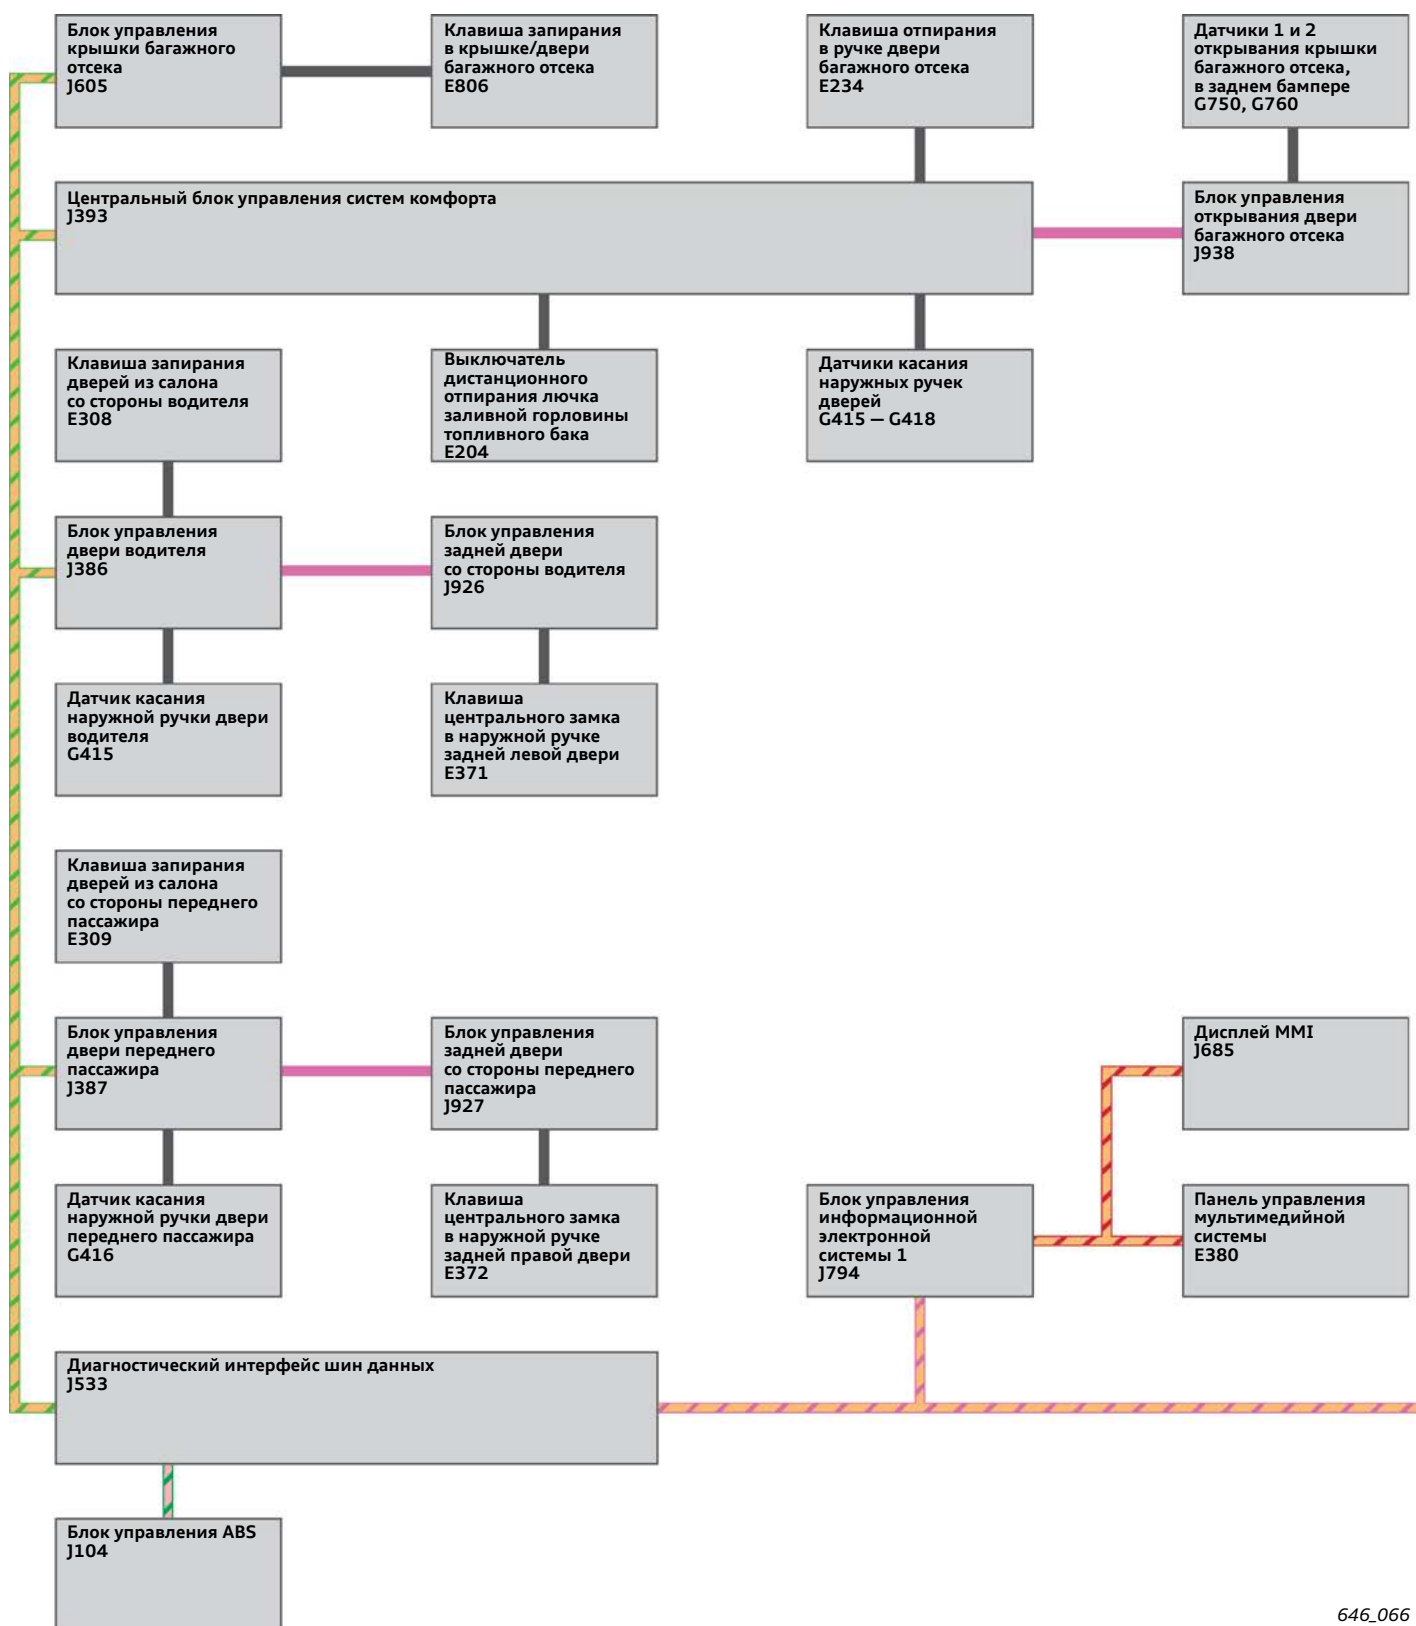 Блок управления
крышки багажного
отсека
J605
Клавиша запирания
в крышке/двери
багажного отсека
E806
Клавиша отпирания
в ручке двери
багажного отсека
E234
Датчики 1 и 2
открывания крышки
багажного отсека,
в заднем бампере
G750, G760
Центральный блок управления систем комфорта
J393
Блок управления
открывания двери
багажного отсека
J938
Клавиша запирания
дверей из салона
со стороны водителя
E308
Выключатель
дистанционного
отпирания лючка
заливной горловины
топливного бака
E204
Датчики касания
наружных ручек
дверей
G415 — G418
Блок управления
двери водителя
J386
Блок управления
задней двери
со стороны водителя
J926
Датчик касания
наружной ручки двери
водителя
G415
Клавиша
центрального замка
в наружной ручке
задней левой двери
E371
Клавиша запирания
дверей из салона
со стороны переднего
пассажира
E309
Блок управления
двери переднего
пассажира
J387
Блок управления
задней двери
со стороны переднего
пассажира
J927
Дисплей MMI
J685
Датчик касания
наружной ручки двери
переднего пассажира
G416
Клавиша
центрального замка
в наружной ручке
задней правой двери
E372
Блок управления
информационной
электронной
системы 1
J794
Панель управления
мультимедийной
системы
E380
Диагностический интерфейс шин данных
J533
Блок управления ABS
J104
646_066